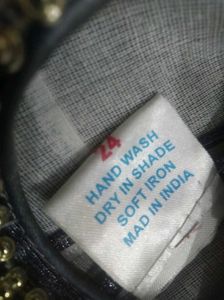 24
HAND WASH
DRY IN SHADE
SOFT IRON
MAD IN INDIA